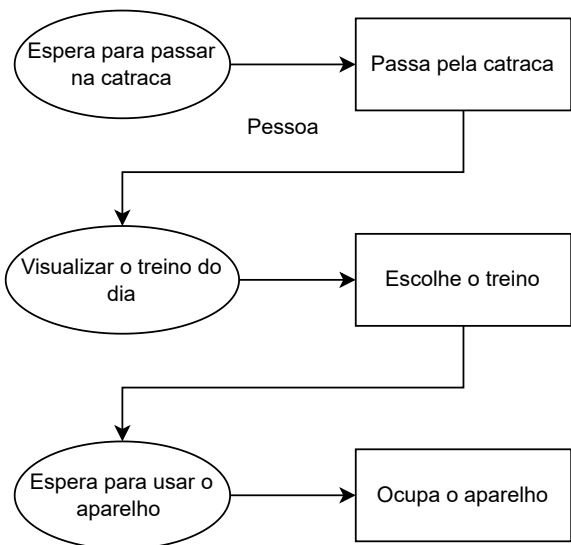 Espera para passar
na catraca
Passa pela catraca
Pessoa
Visualizar o treino do
dia
Escolhe o treino
Espera para usar o
aparelho
Ocupa o aparelho